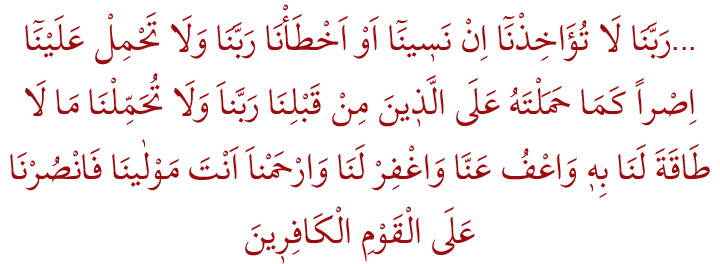 ...رَبَّنَا لَا تُؤَاخِذْنَٓا اِنْ نَس۪ينَٓا اَوْ اَخْطَأْنَا رَبَّنَا وَلَا تَحْمِلْ عَلَيْنَٓا
اِصْراً كَمَا حَمَلْتَهُ عَلَى الَّذ۪ينَ مِنْ قَبْلِنَا رَبَّنَا وَلَا تُحَمِّلْنَا مَا لَا
طَاقَةَ لَنَا بِه۪ وَاعْفُ عَنَّا وَاغْفِرْ لَنَا وَارْحَمْنَا اَنْتَ مَوْلٰينَا فَانْصُرْنَا
عَلَى الْقَوْمِ الْكَافِر۪ينَ